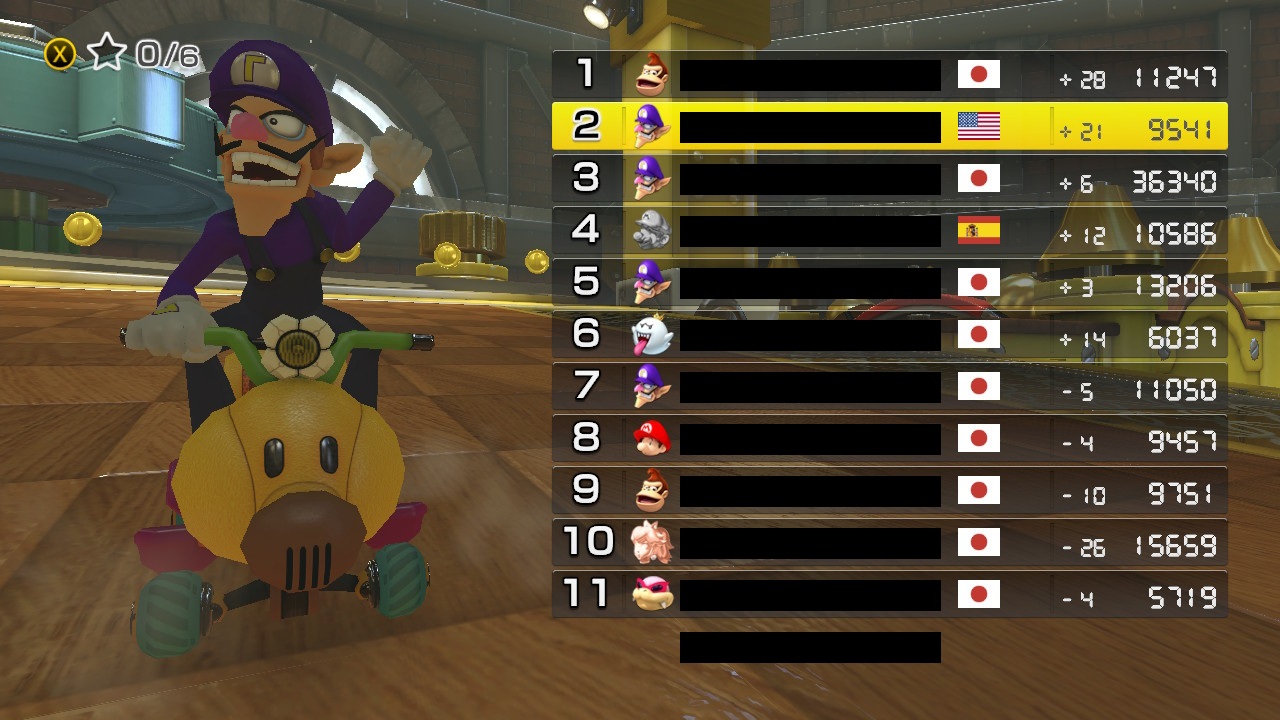 X 0/6
1 + 28 11247
2 + 21 9541
3 + 6 36340
4 + 12 10586
5 + 3 13206
6 + 14 6037
7 - 5 11050
8 - 4 9457
9 - 10 9751
10 - 26 15659
11 - 4 5719